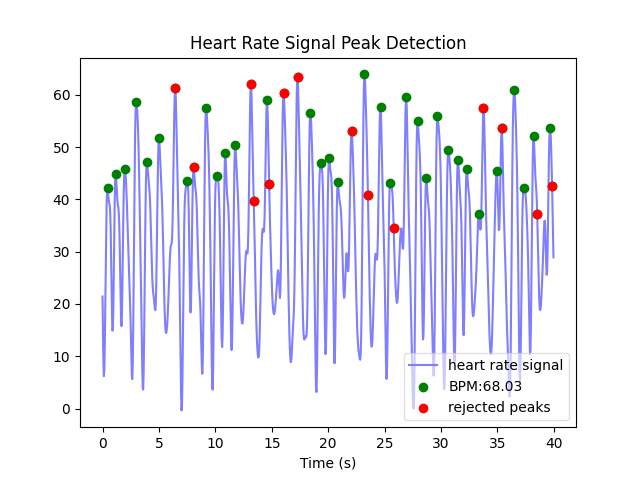 Heart Rate Signal Peak Detection
60
50
40
30
20
10
0
heart rate signal
BPM:68.03
rejected peaks
0 5 10 15 20 25 30 35 40
Time (s)